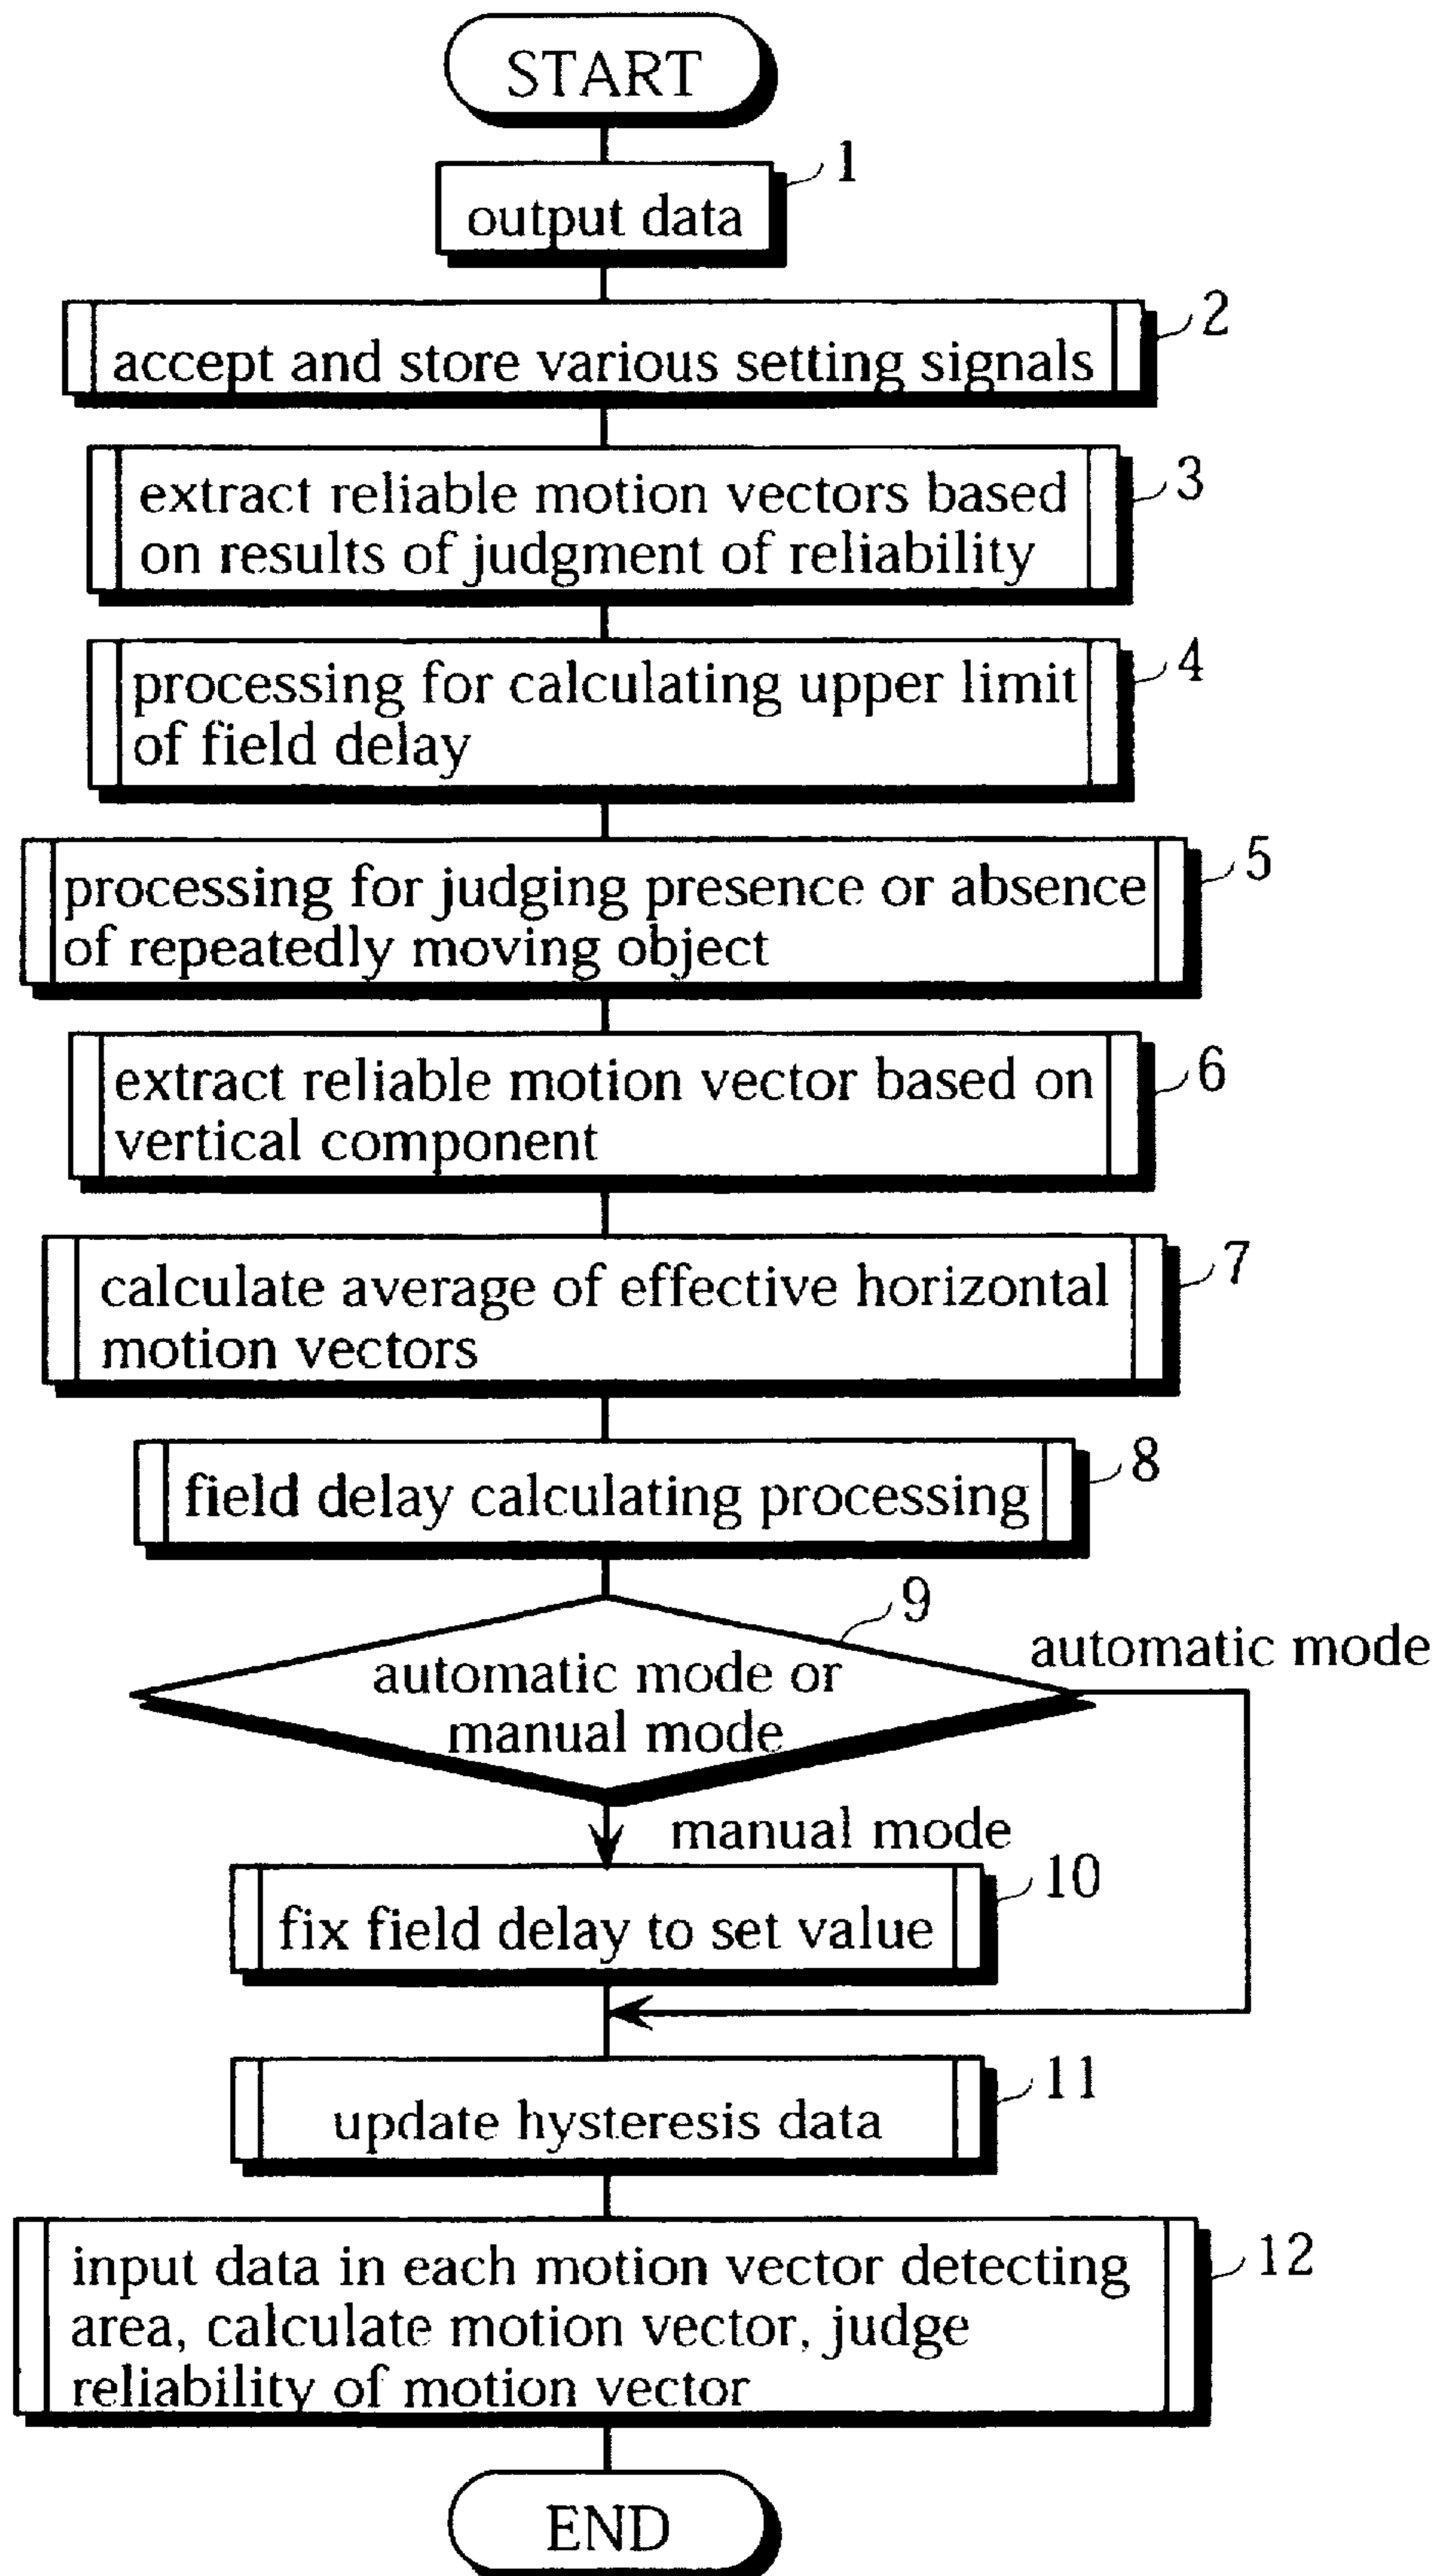 START
1
output data
2
accept and store various setting signals
3
extract reliable motion vectors based
on results of judgment of reliability
4
processing for calculating upper limit
of field delay
5
processing for judging presence or absence
of repeatedly moving object
6
extract reliable motion vector based on
vertical component
7
calculate average of effective horizontal
motion vectors
8
field delay calculating processing
9
automatic mode
automatic mode or
manual mode
manual mode
10
fix field delay to set value
11
update hysteresis data
12
input data in each motion vector detecting
area, calculate motion vector, judge
reliability of motion vector
END